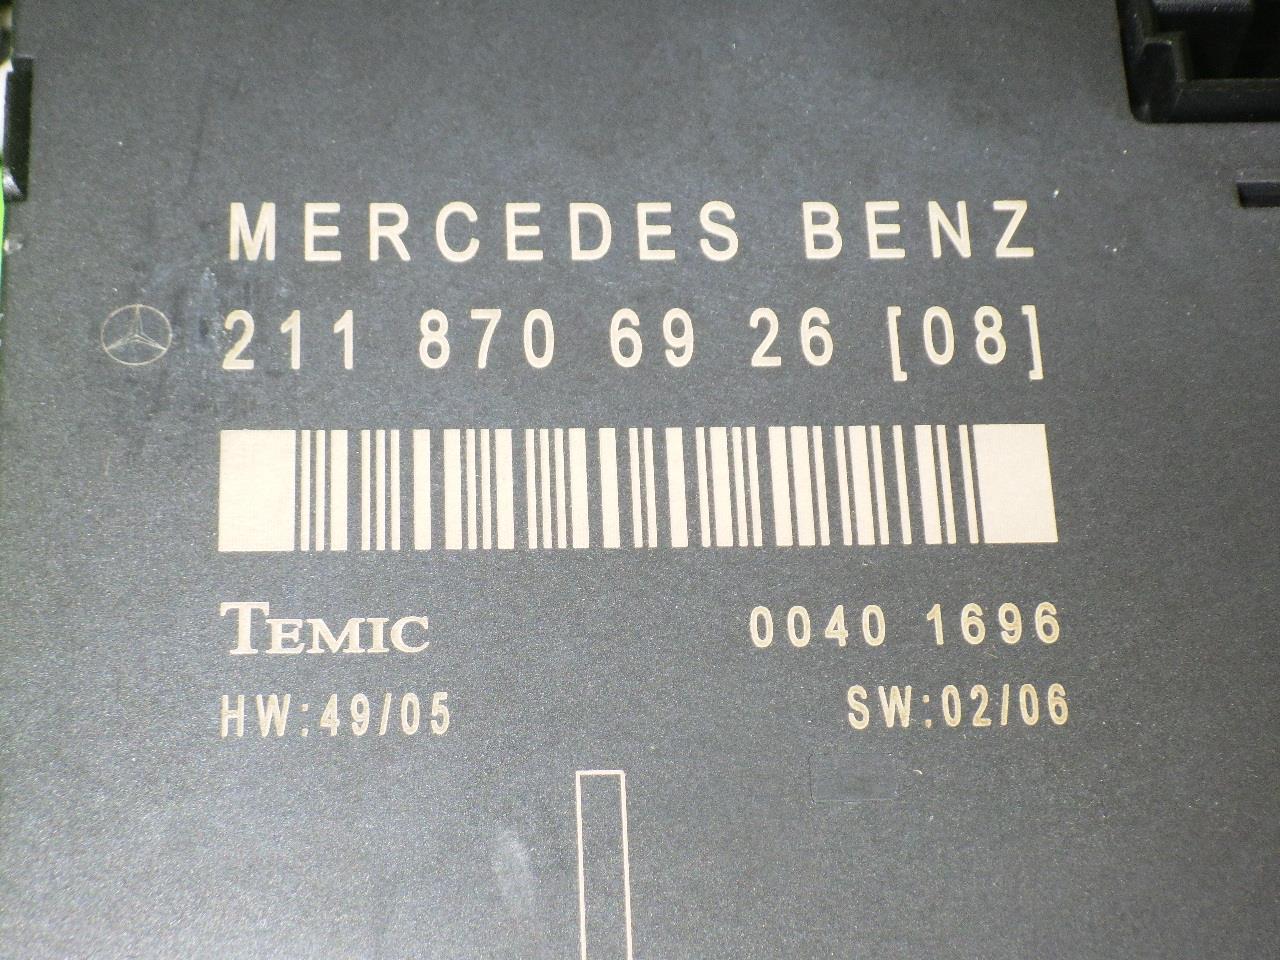 MERCEDES BENZ
211 870 69 26 [08]
TEMIC 0040 1696
HW:49/05 SW:02/06